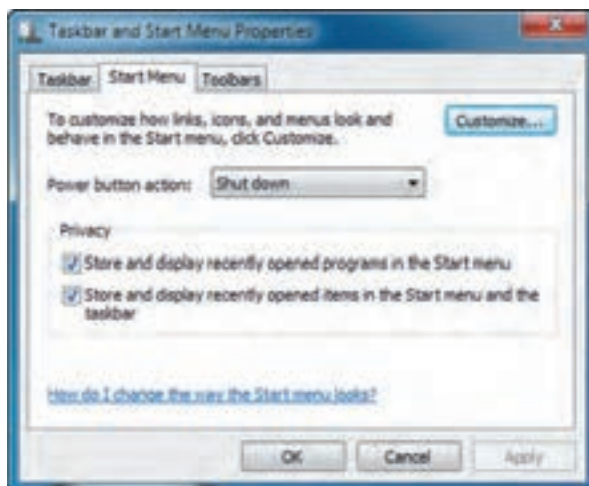 Taskbar and Start Menu Properties
Taskbar Start Menu Toolbars
To customize how links, icons, and menus look and
behave in the Start menu, click Customize.
Customize...
Power button action: Shut down
Privacy
Store and display recently opened programs in the Start menu
Store and display recently opened items in the Start menu and the
taskbar
How do I change the way the Start menu looks?
OK Cancel Apply